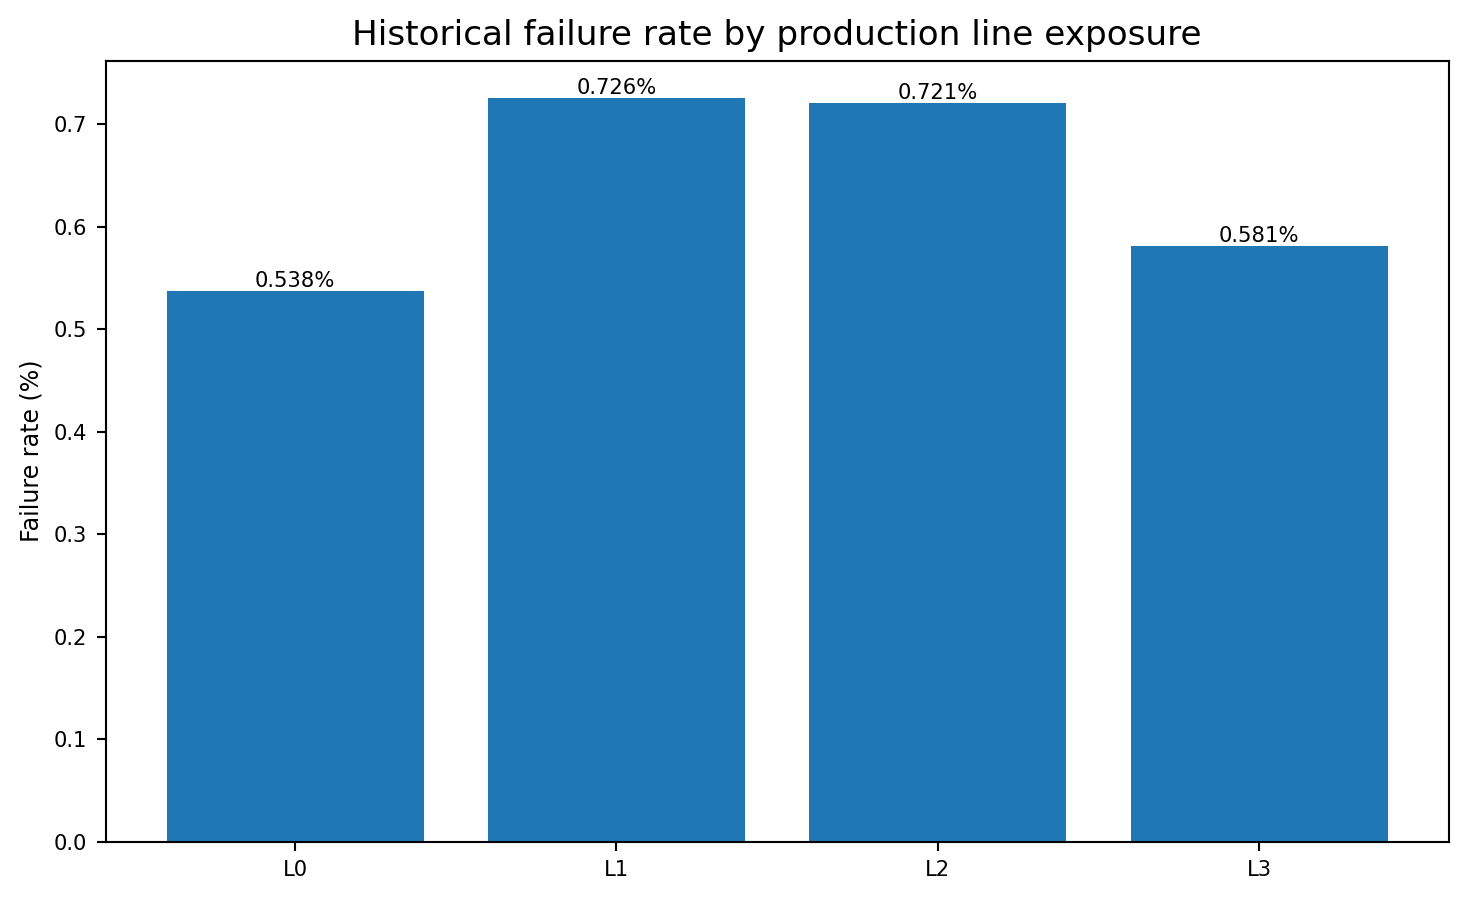 Historical failure rate by production line exposure
Failure rate (%)
0.7
0.6
0.5
0.4
0.3
0.2
0.1
0.0
0.538%
0.726%
0.721%
0.581%
L0
L1
L2
L3